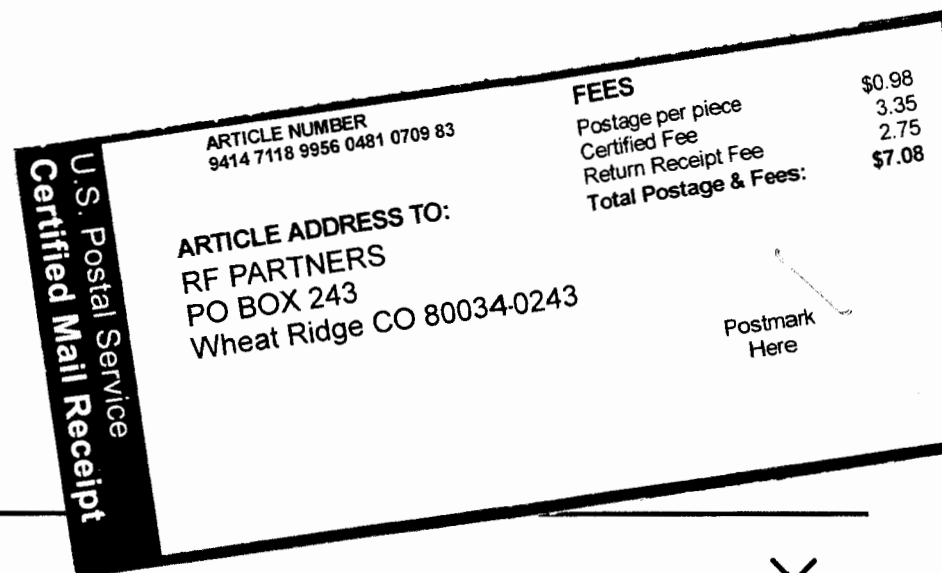 U.S. Postal Service
Certified Mail Receipt
ARTICLE NUMBER
9414 7118 9956 0481 0709 83
ARTICLE ADDRESS TO:
RF PARTNERS
PO BOX 243
Wheat Ridge CO 80034-0243
FEES
Postage per piece $0.98
Certified Fee 3.35
Return Receipt Fee 2.75
Total Postage & Fees: $7.08
Postmark
Here